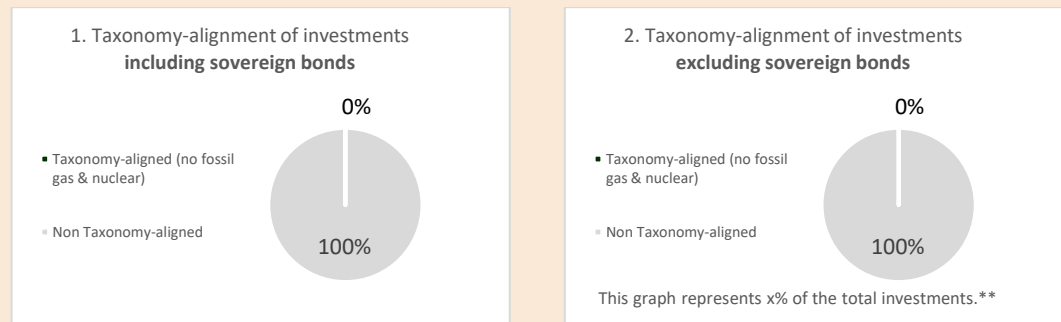 1. Taxonomy-alignment of investments
including sovereign bonds
0%
Taxonomy-aligned (no fossil
gas & nuclear)
Non Taxonomy-aligned
100%
2. Taxonomy-alignment of investments
excluding sovereign bonds
0%
Taxonomy-aligned (no fossil
gas & nuclear)
Non Taxonomy-aligned
100%
This graph represents x% of the total investments.**